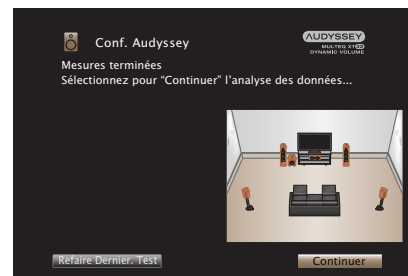 Conf. Audyssey
AUDYSSEY
MULTEQ XT32
DYNAMIC VOLUME
Mesures terminées
Sélectionnez pour “Continuer” l’analyse des données...
Refaire Dernier. Test
Continuer